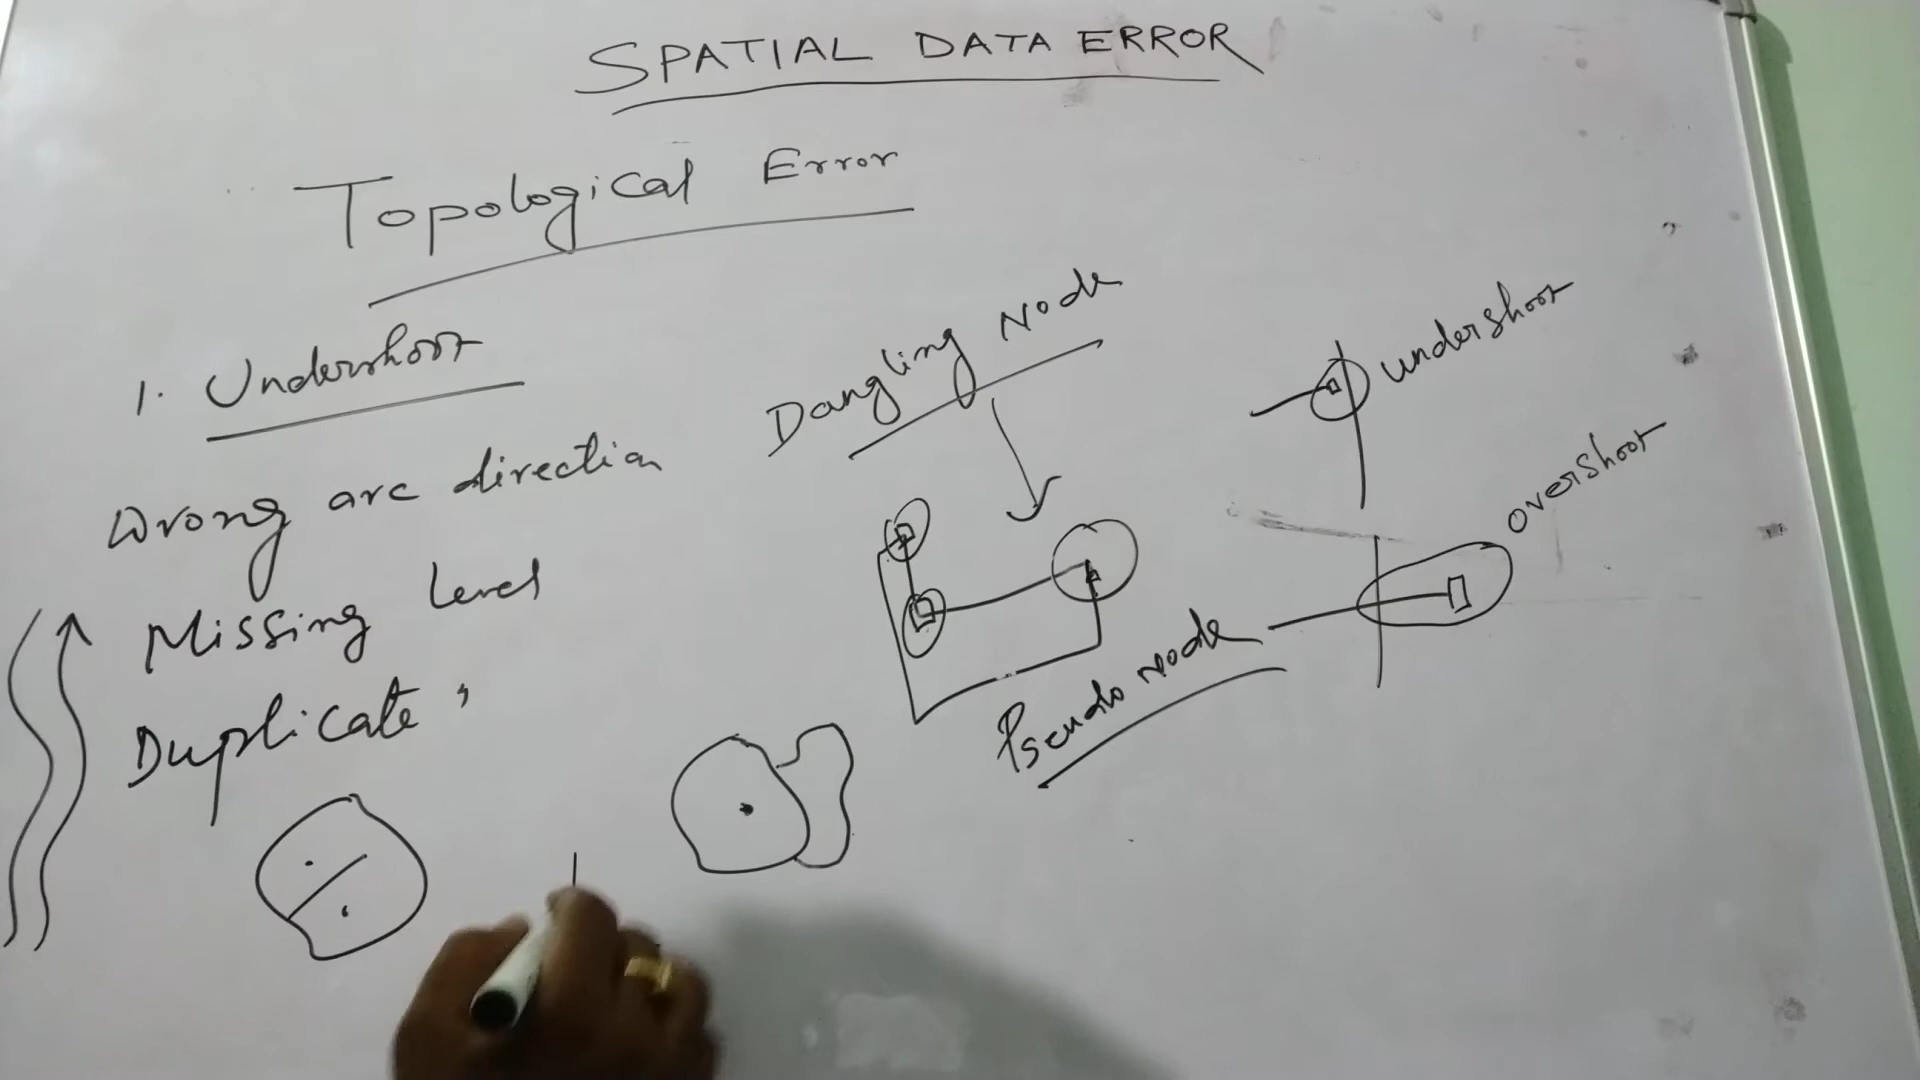 SPATIAL DATA ERROR
Topological Error
1. Undershoot
Wrong arc direction
Missing level
Duplicate "
Dangling Node
Pseudo Node
undershoot
overshoot